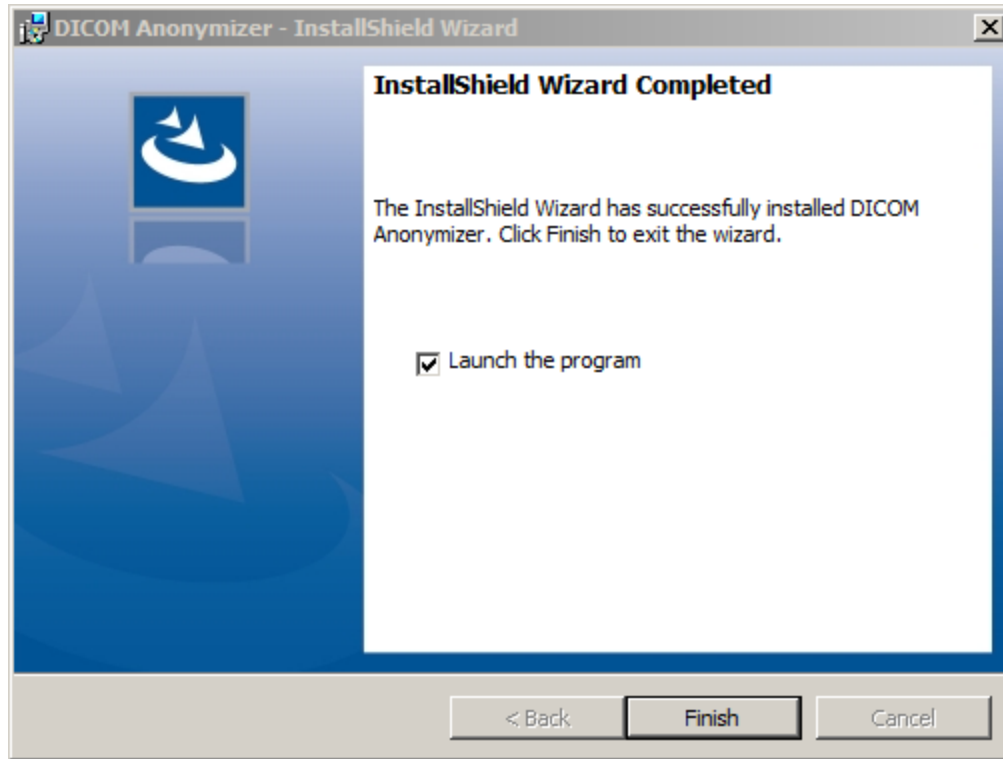 DICOM Anonymizer - InstallShield Wizard
InstallShield Wizard Completed
The InstallShield Wizard has successfully installed DICOM
Anonymizer. Click Finish to exit the wizard.
Launch the program
< Back
Finish
Cancel